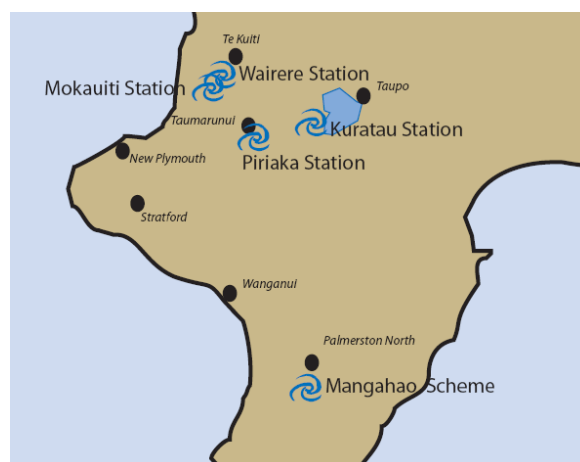 Te Kuiti
Wairere Station
Mokauiti Station
Taupo
Taumarunui
Kuratau Station
New Plymouth
Piriaka Station
Stratford
Wanganui
Palmerston North
Mangahao Scheme